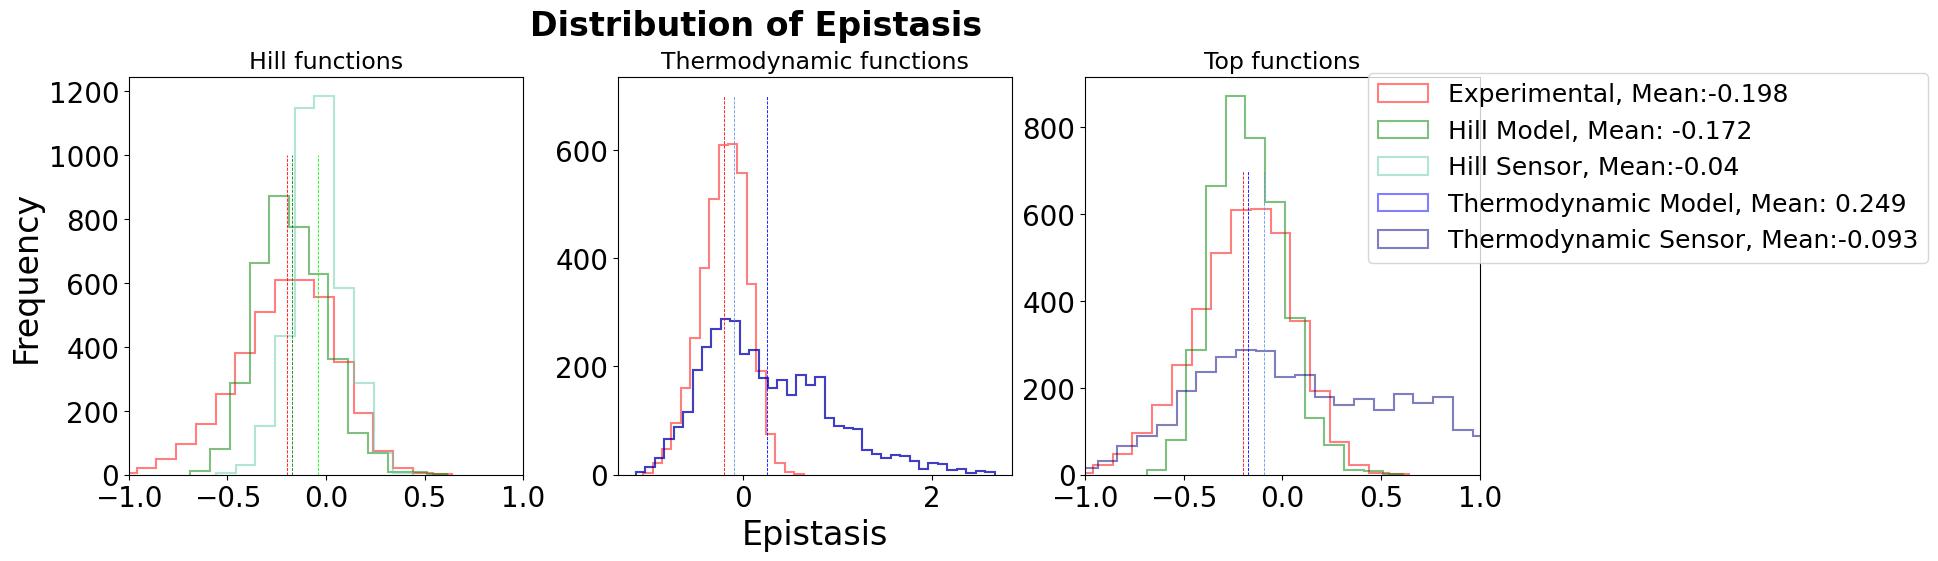 Distribution of Epistasis
Hill functions
Thermodynamic functions
Top functions
Frequency
1200
1000
800
600
400
200
0
−1.0 −0.5 0.0 0.5 1.0
600
400
200
0
0 2
800
600
400
200
0
−1.0 −0.5 0.0 0.5 1.0
Epistasis
Experimental, Mean:-0.198
Hill Model, Mean: -0.172
Hill Sensor, Mean:-0.04
Thermodynamic Model, Mean: 0.249
Thermodynamic Sensor, Mean:-0.093